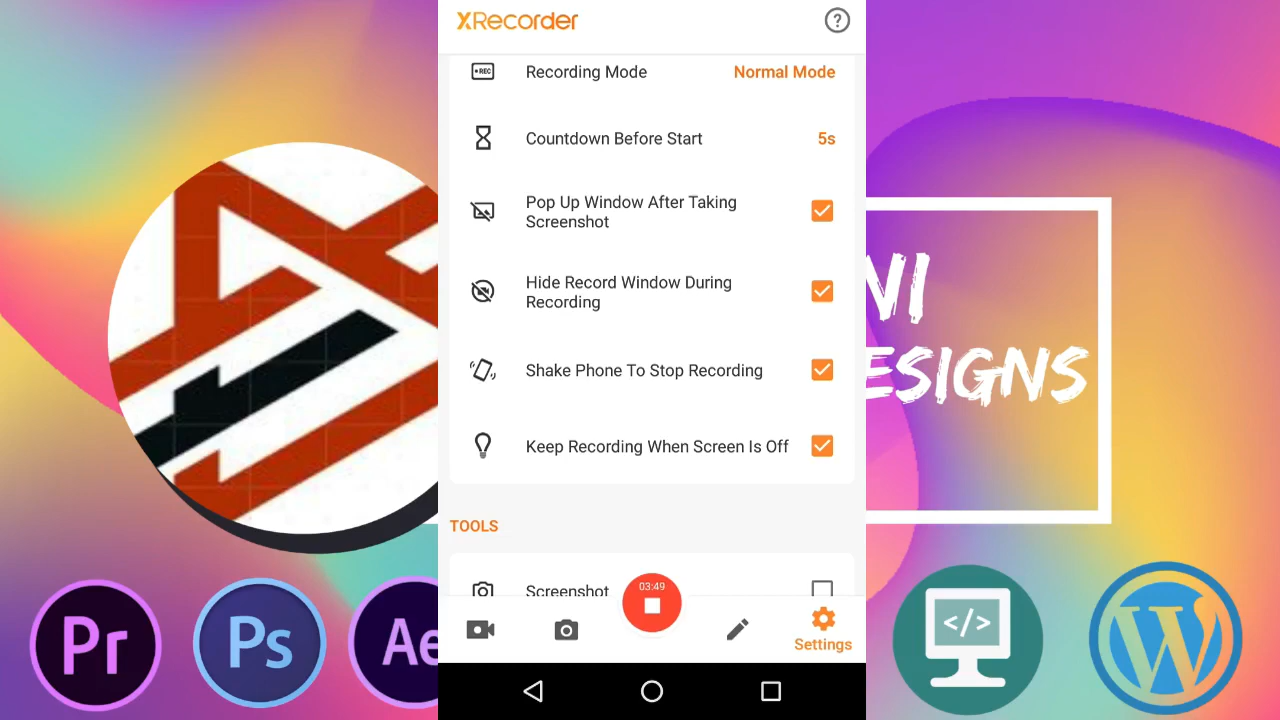 XRecorder
?
REC
Recording Mode
Normal Mode
Countdown Before Start
5s
Pop Up Window After Taking
Screenshot
Hide Record Window During
Recording
Shake Phone To Stop Recording
Keep Recording When Screen Is Off
TOOLS
Screenshot
03:49
Settings
NI
ESIGNS
Pr
Ps
Ae
</>
W